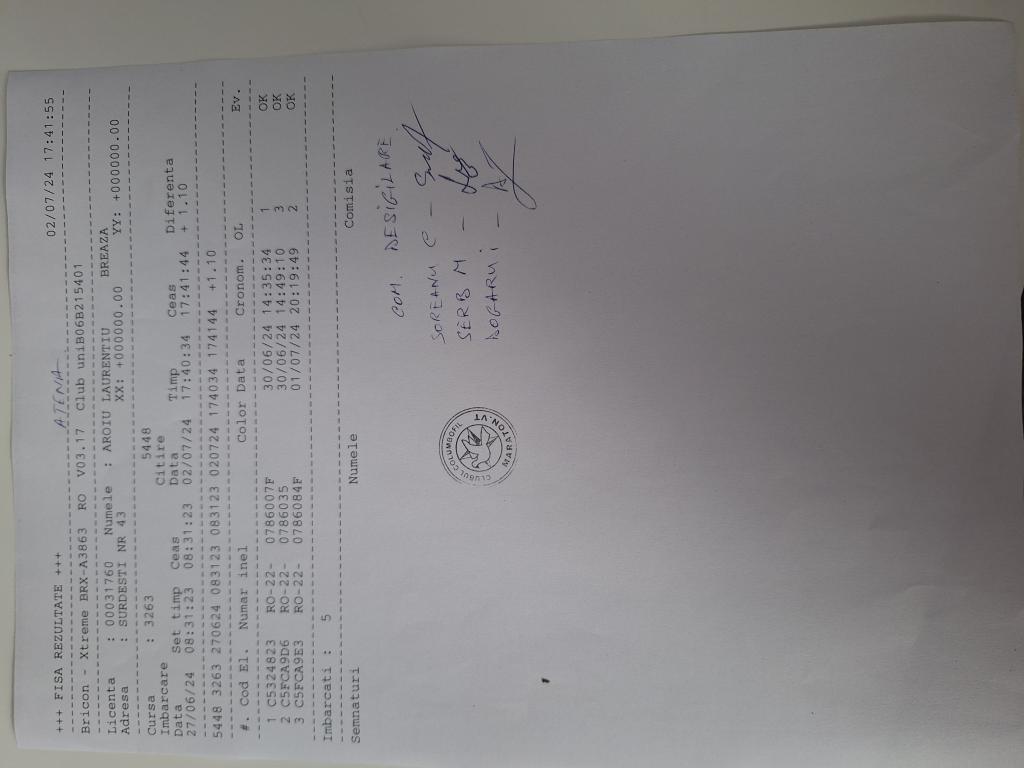 +++ FISA REZULTATE +++ ATENA 02/07/24 17:41:55
Bricon - Xtreme BRX-A3863 RO V03.17 Club uniB06B215401
Licenta : 00031760 Numele : AROIU LAURENTIU BREAZA
Adresa : SURDESTI NR 43 XX: +000000.00 YY: +000000.00
Cursa : 3263 5448
Imbarcare Citire
Data Set timp Ceas Data Timp Ceas Diferenta
27/06/24 08:31:23 08:31:23 02/07/24 17:40:34 17:41:44 + 1.10
5448 3263 270624 083123 083123 020724 174034 174144 +1.10
#. Cod El. Numar inel Color Data Cronom. OL Ev.
1 C5324823 RO-22- 0786007F 30/06/24 14:35:34 1 OK
2 C5FCA9D6 RO-22- 0786035 30/06/24 14:49:10 3 OK
3 C5FCA9E3 RO-22- 0786084F 01/07/24 20:19:49 2 OK
Imbarcati : 5
Semnaturi Numele Comisia
COM. DESIGILARE
SOREANU C -
SERB M -
DOGARU i -
CLUBUL COLUMBOFIL
MARATON VT